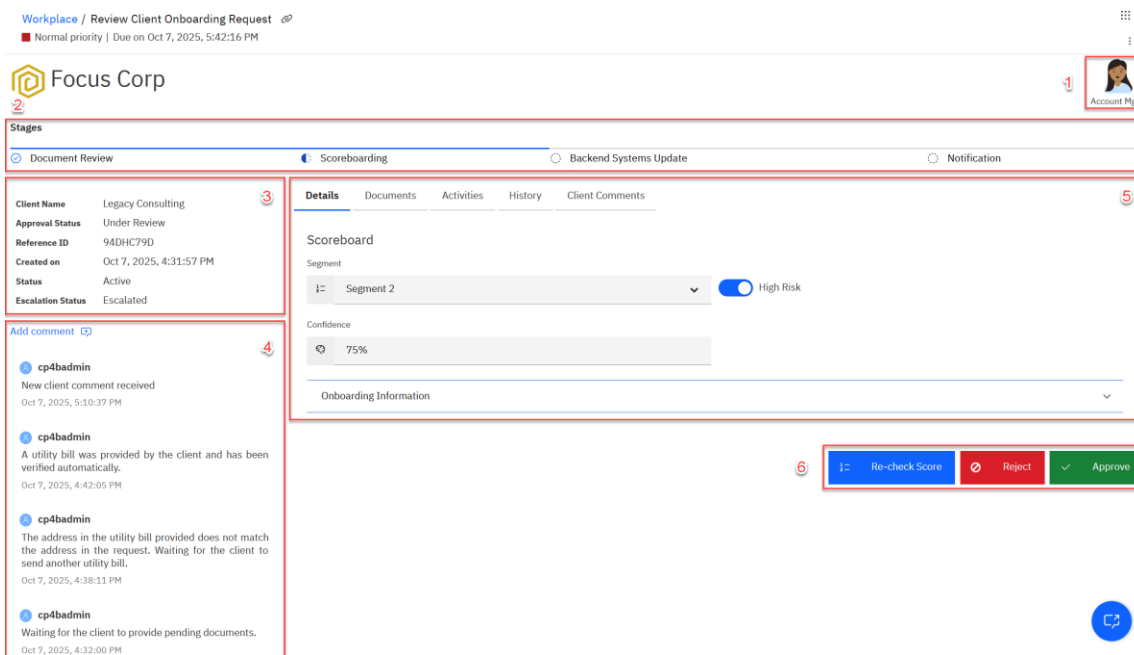 Workplace / Review Client Onboarding Request
Normal priority | Due on Oct 7, 2025, 5:42:16 PM
Focus Corp
1
Account Mg
2
Stages
Document Review
Scoreboarding
Backend Systems Update
Notification
3
Client Name Legacy Consulting
Approval Status Under Review
Reference ID 94DHC79D
Created on Oct 7, 2025, 4:31:57 PM
Status Active
Escalation Status Escalated
4
Add comment
cp4badmin
New client comment received
Oct 7, 2025, 5:10:37 PM
cp4badmin
A utility bill was provided by the client and has been
verified automatically.
Oct 7, 2025, 4:42:05 PM
cp4badmin
The address in the utility bill provided does not match
the address in the request. Waiting for the client to
send another utility bill.
Oct 7, 2025, 4:38:11 PM
cp4badmin
Waiting for the client to provide pending documents.
Oct 7, 2025, 4:32:00 PM
5
Details Documents Activities History Client Comments
Scoreboard
Segment
Segment 2
High Risk
Confidence
75%
Onboarding Information
6
Re-check Score
Reject
Approve